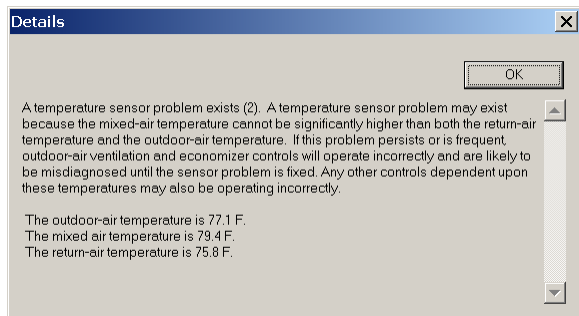 Details
OK
A temperature sensor problem exists (2).  A temperature sensor problem may exist
because the mixed-air temperature cannot be significantly higher than both the return-air
temperature and the outdoor-air temperature.  If this problem persists or is frequent,
outdoor-air ventilation and economizer controls will operate incorrectly and are likely to
be misdiagnosed until the sensor problem is fixed. Any other controls dependent upon
these temperatures may also be operating incorrectly.
The outdoor-air temperature is 77.1 F.
The mixed air temperature is 79.4 F.
The return-air temperature is 75.8 F.